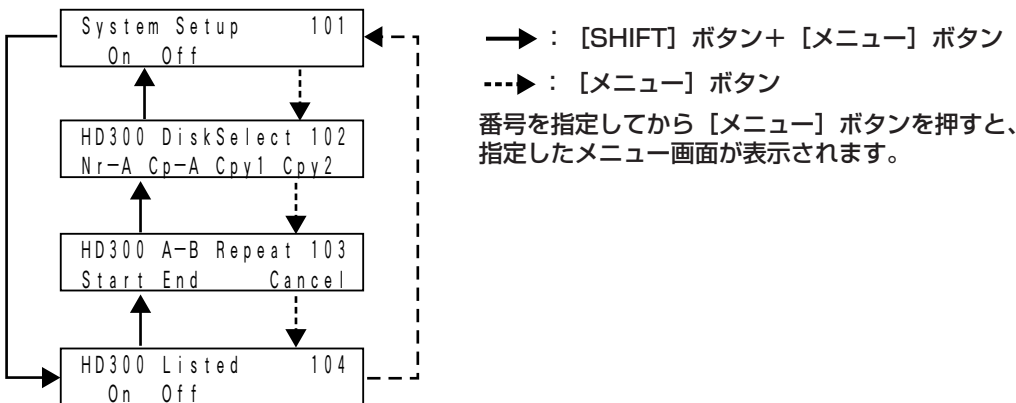 System Setup 101
On Off
HD300 DiskSelect 102
Nr-A Cp-A Cpy1 Cpy2
HD300 A-B Repeat 103
Start End Cancel
HD300 Listed 104
On Off
：［SHIFT］ボタン＋［メニュー］ボタン
：［メニュー］ボタン
番号を指定してから［メニュー］ボタンを押すと、
指定したメニュー画面が表示されます。